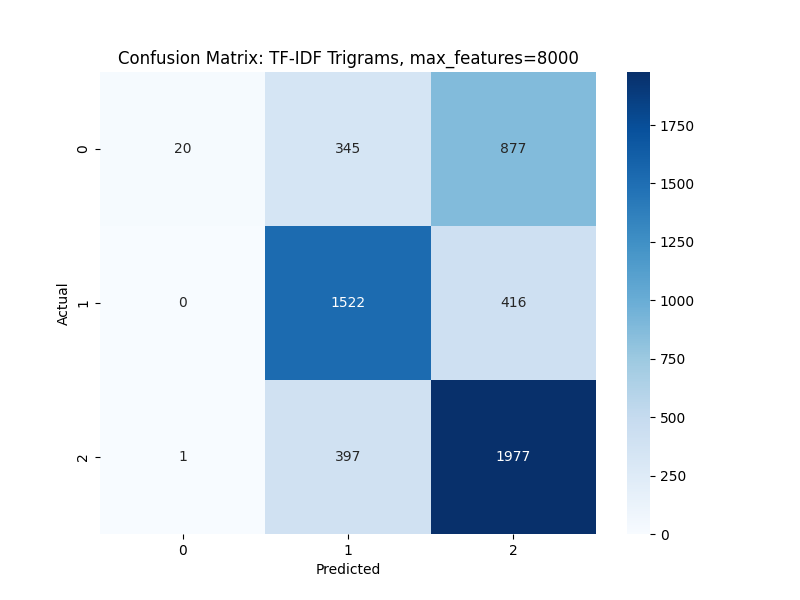 Confusion Matrix: TF-IDF Trigrams, max_features=8000
0 20 345 877
1 0 1522 416
2 1 397 1977
0 1 2
Actual
Predicted
1750
1500
1250
1000
750
500
250
0